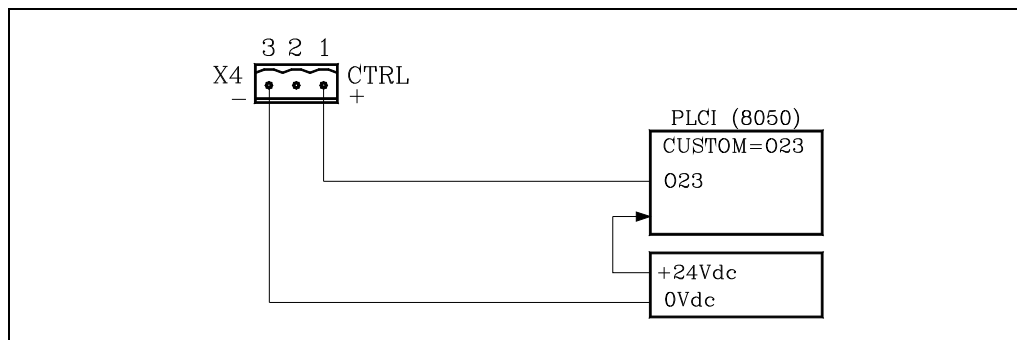 3 2 1
X4 CTRL
- +
PLCI (8050)
CUSTOM=O23
O23
+24Vdc
0Vdc